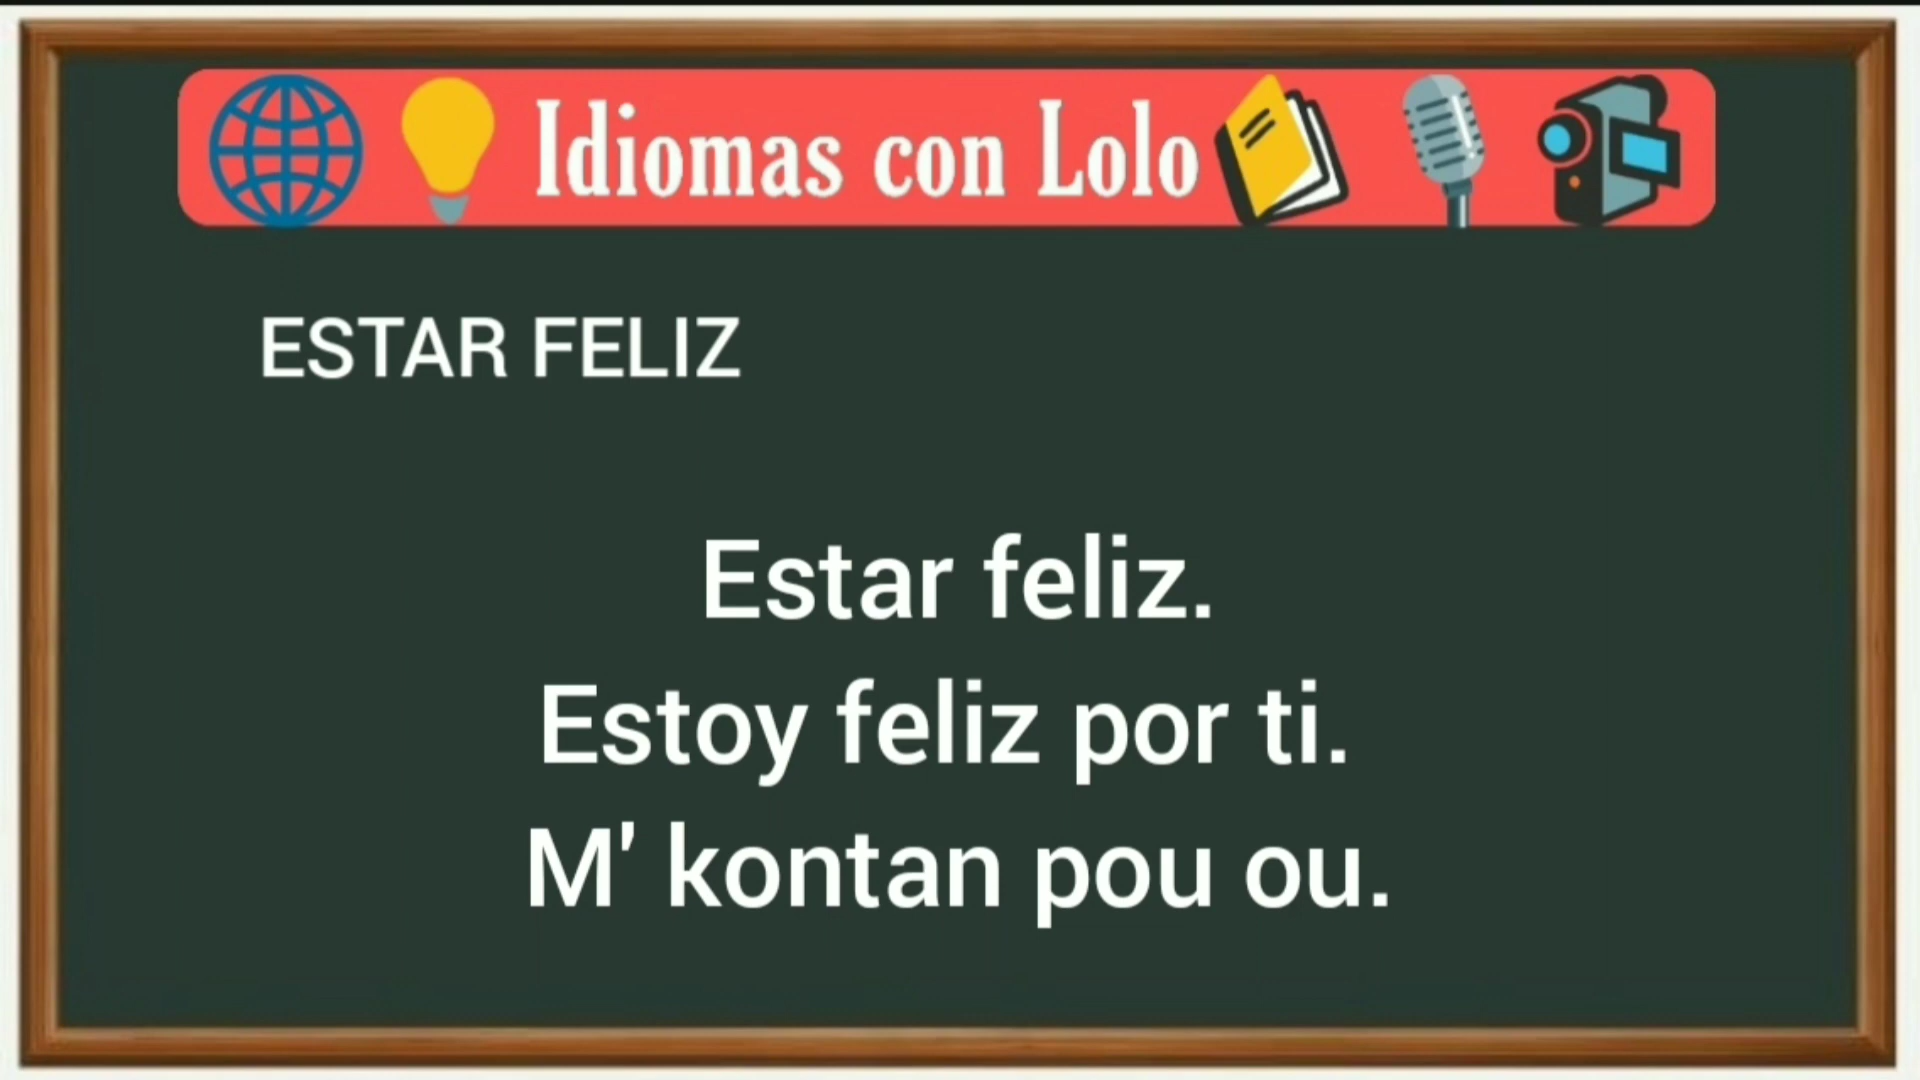 Idiomas con Lolo
ESTAR FELIZ
Estar feliz.
Estoy feliz por ti.
M' kontan pou ou.